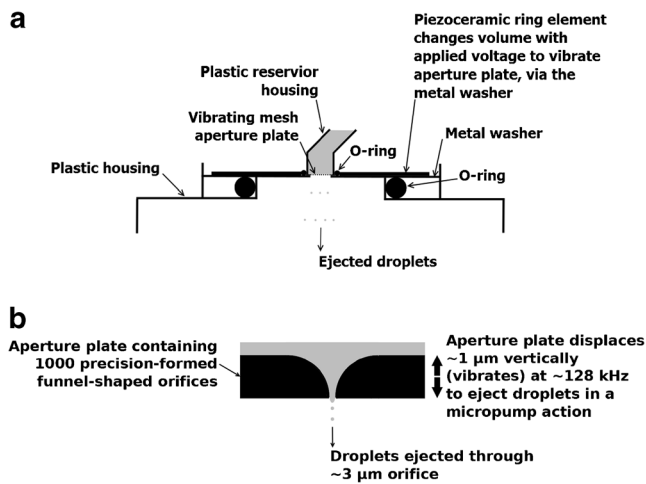 a
Piezoceramic ring element
changes volume with
applied voltage to vibrate
aperture plate, via the
metal washer
Plastic reservior
housing
Vibrating mesh
aperture plate
O-ring
Metal washer
Plastic housing
O-ring
Ejected droplets
b
Aperture plate containing
1000 precision-formed
funnel-shaped orifices
Aperture plate displaces
~1 μm vertically
(vibrates) at ~128 kHz
to eject droplets in a
micropump action
Droplets ejected through
~3 μm orifice